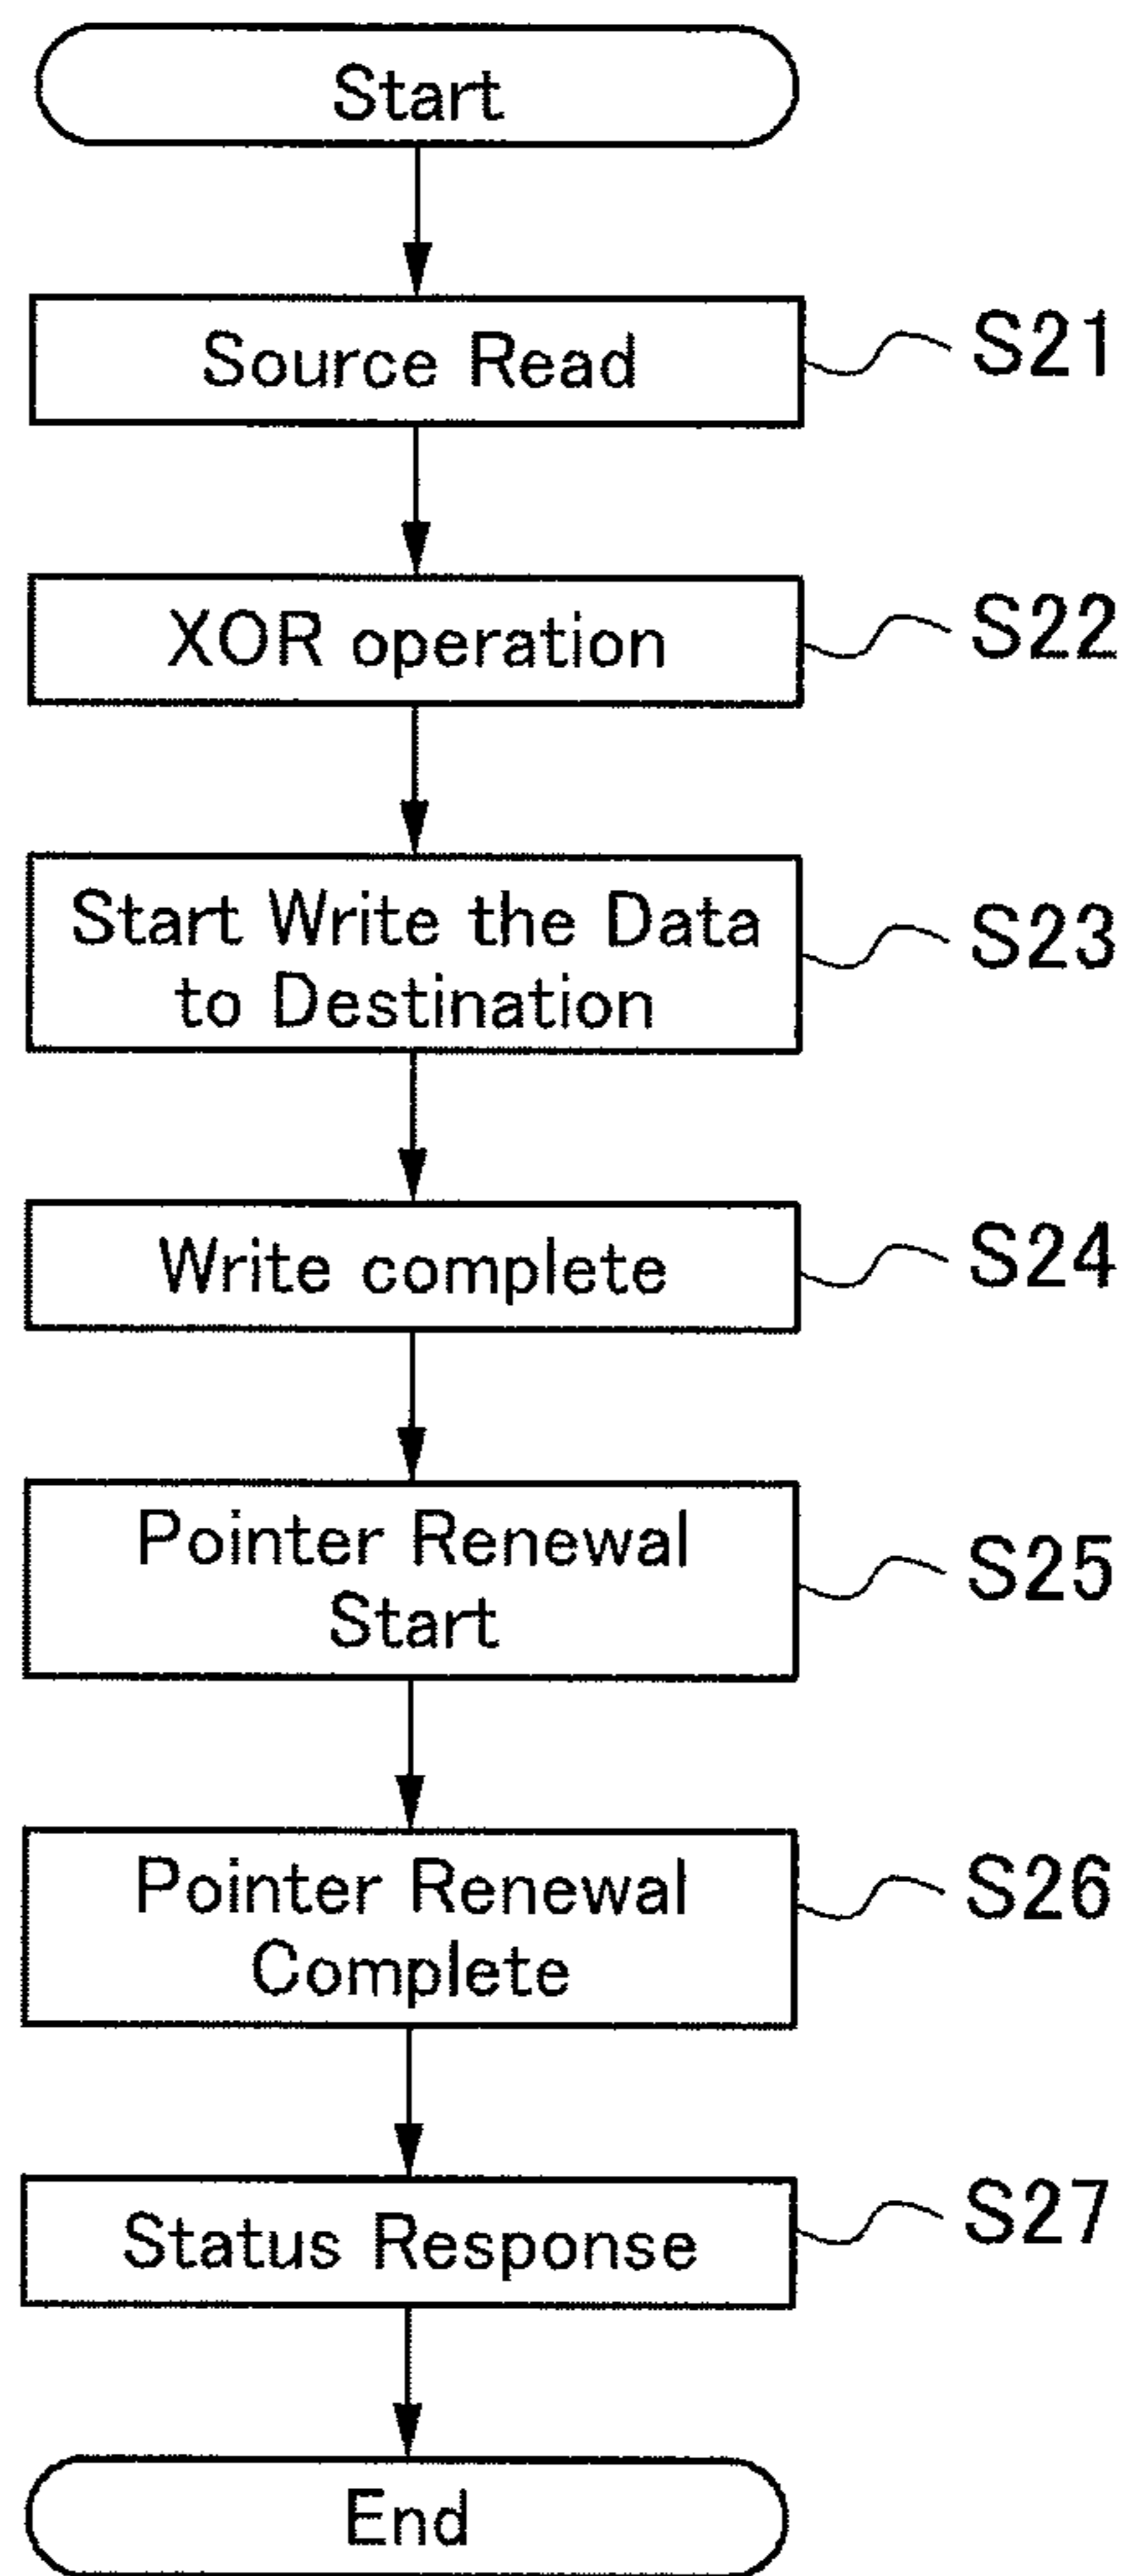 Start
Source Read
S21
XOR operation
S22
Start Write the Data
to Destination
S23
Write complete
S24
Pointer Renewal
Start
S25
Pointer Renewal
Complete
S26
Status Response
S27
End